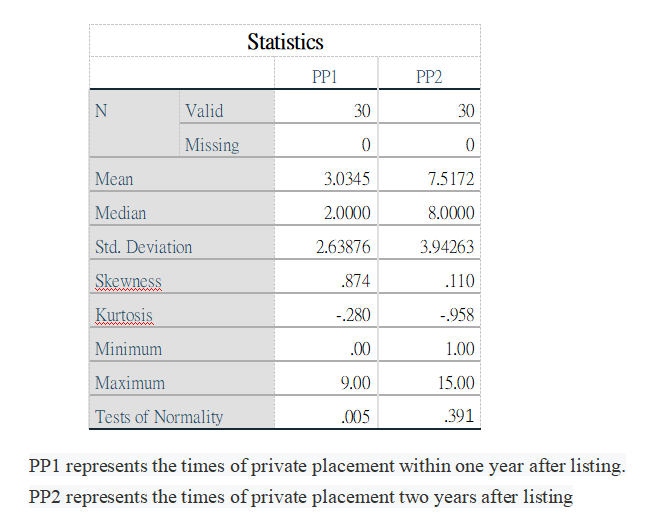 Statistics
PP1 PP2
N Valid 30 30
Missing 0 0
Mean 3.0345 7.5172
Median 2.0000 8.0000
Std. Deviation 2.63876 3.94263
Skewness .874 .110
Kurtosis -.280 -.958
Minimum .00 1.00
Maximum 9.00 15.00
Tests of Normality .005 .391
PP1 represents the times of private placement within one year after listing.
PP2 represents the times of private placement two years after listing